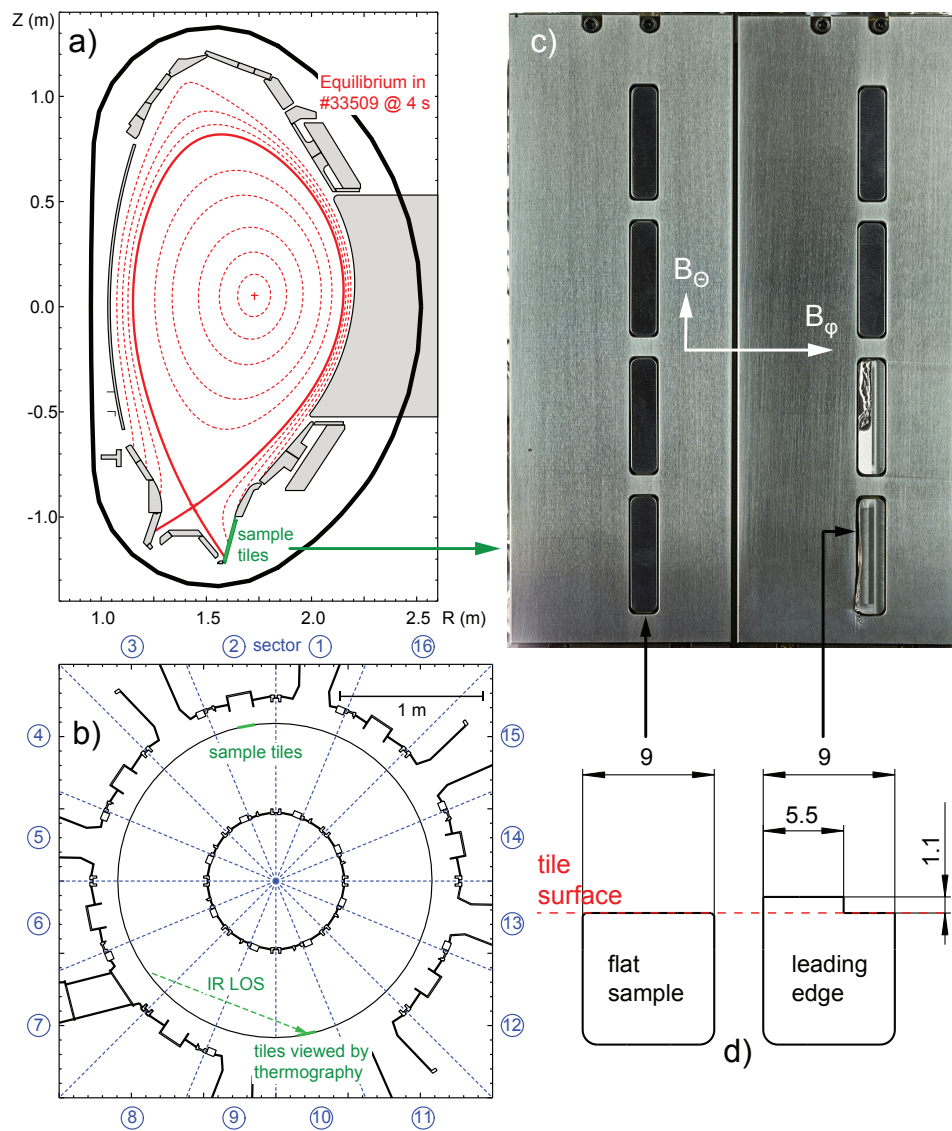 Z (m)
a)
Equilibrium in
#33509 @ 4 s
1.0
0.5
0.0
-0.5
-1.0
sample
tiles
1.0
1.5
2.0
R (m)
2.5
c)
B_Θ
B_φ
3
2
sector
1
16
b)
1 m
sample tiles
4
5
6
7
15
14
13
12
IR LOS
tiles viewed by
thermography
8
9
10
11
9
9
5.5
1.1
tile
surface
flat
sample
leading
edge
d)